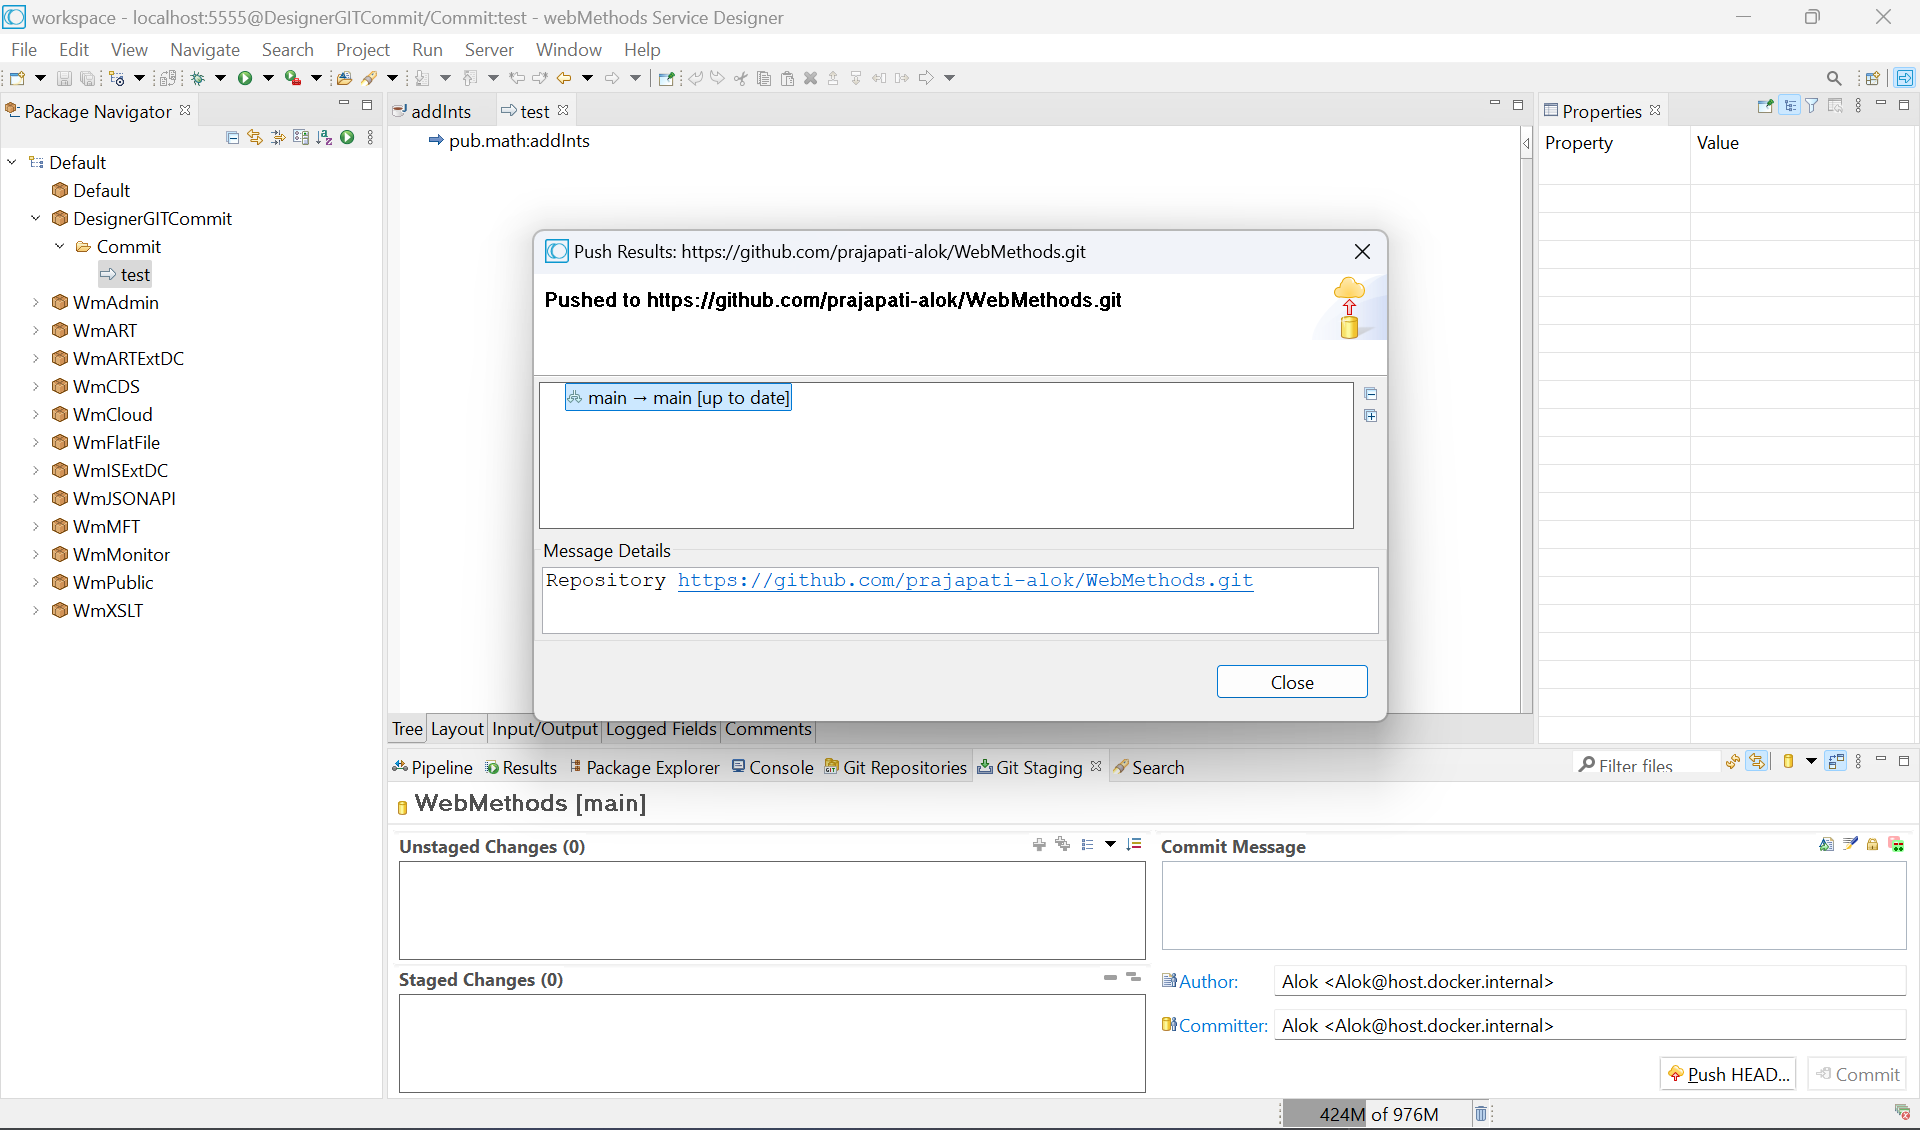 workspace - localhost:5555@DesignerGITCommit/Commit:test - webMethods Service Designer
File Edit View Navigate Search Project Run Server Window Help
Package Navigator
addInts
test
Properties
pub.math:addInts
Property Value
Default
Default
DesignerGITCommit
Commit
test
WmAdmin
WmART
WmARTExtDC
WmCDS
WmCloud
WmFlatFile
WmISExtDC
WmJSONAPI
WmMFT
WmMonitor
WmPublic
WmXSLT
Push Results: https://github.com/prajapati-alok/WebMethods.git
Pushed to https://github.com/prajapati-alok/WebMethods.git
main → main [up to date]
Message Details
Repository https://github.com/prajapati-alok/WebMethods.git
Close
Tree Layout Input/Output Logged Fields Comments
Pipeline Results Package Explorer Console Git Repositories Git Staging Search
Filter files
WebMethods [main]
Unstaged Changes (0)
Commit Message
Staged Changes (0)
Author: Alok <Alok@host.docker.internal>
Committer: Alok <Alok@host.docker.internal>
Push HEAD... Commit
424M of 976M